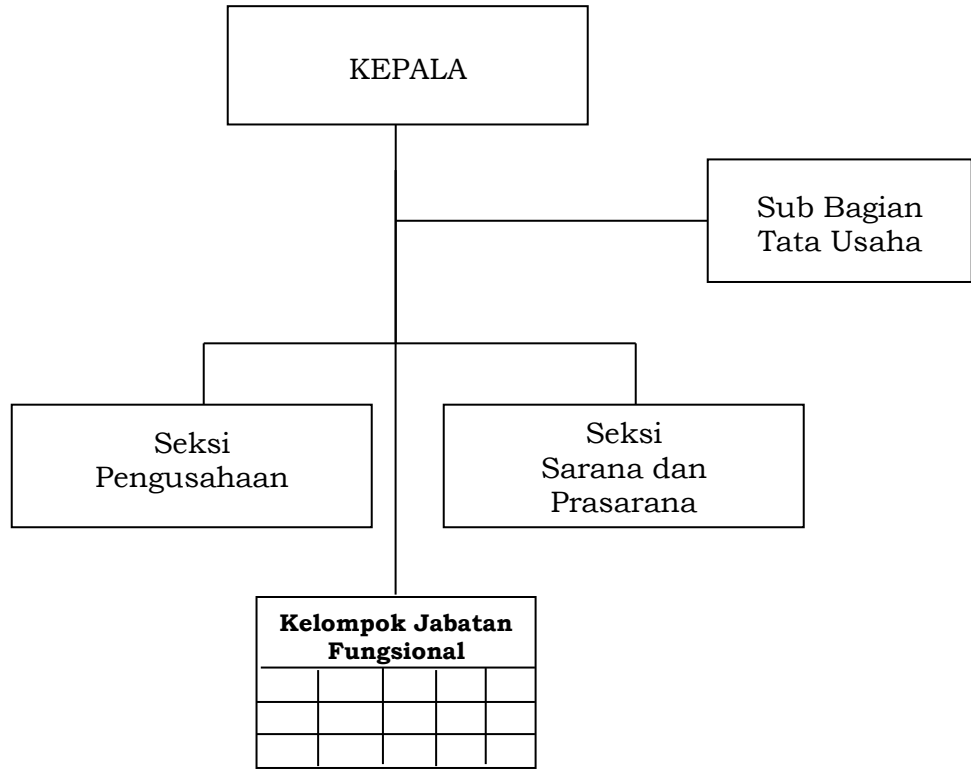 KEPALA
Sub Bagian
Tata Usaha
Seksi
Pengusahaan
Seksi
Sarana dan
Prasarana
Kelompok Jabatan
Fungsional